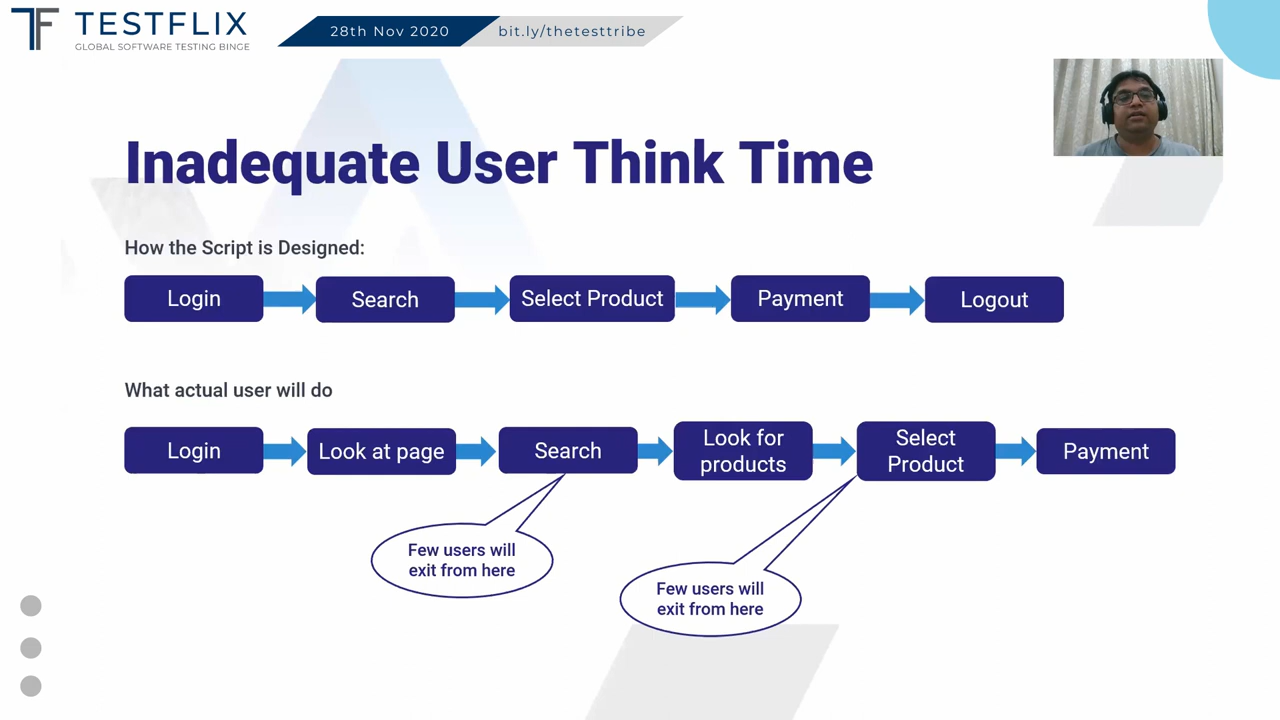 TF TESTFLIX
GLOBAL SOFTWARE TESTING BINGE
28th Nov 2020
bit.ly/thetesttribe
Inadequate User Think Time
How the Script is Designed:
Login
Search
Select Product
Payment
Logout
What actual user will do
Login
Look at page
Search
Look for
products
Select
Product
Payment
Few users will
exit from here
Few users will
exit from here